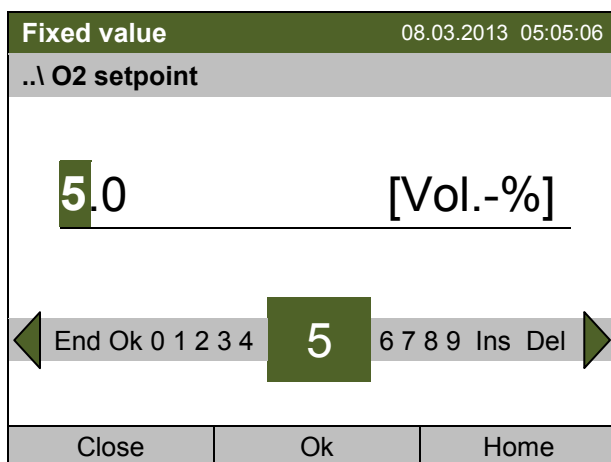 Fixed value 08.03.2013 05:05:06
..\ O2 setpoint
5.0 [Vol.-%]
End Ok 0 1 2 3 4 5 6 7 8 9 Ins Del
Close Ok Home